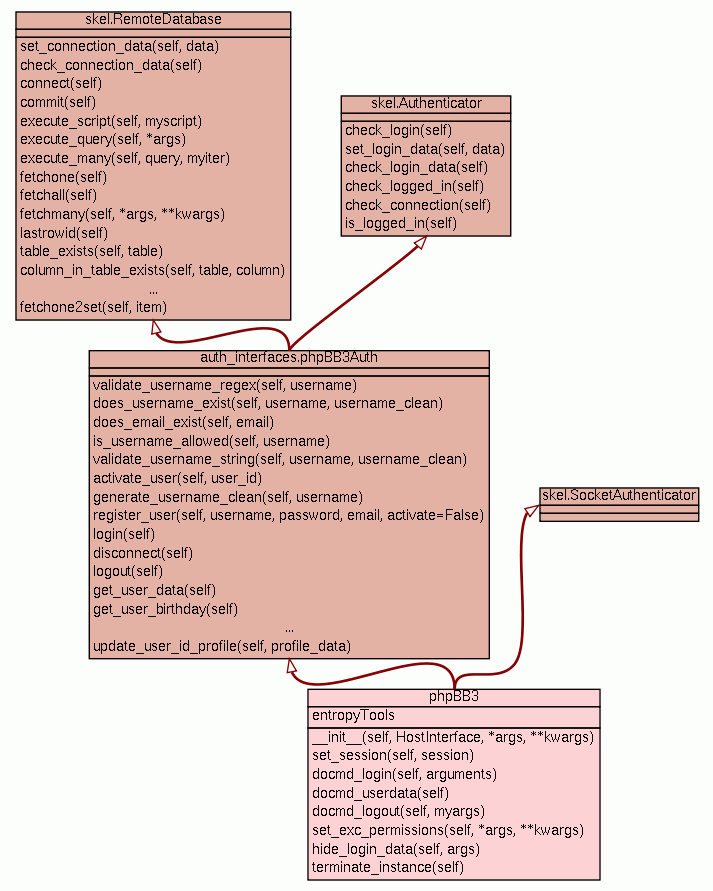 skel.RemoteDatabase
set_connection_data(self, data)
check_connection_data(self)
connect(self)
commit(self)
execute_script(self, myscript)
execute_query(self, *args)
execute_many(self, query, myiter)
fetchone(self)
fetchall(self)
fetchmany(self, *args, **kwargs)
lastrowid(self)
table_exists(self, table)
column_in_table_exists(self, table, column)
...
fetchone2set(self, item)
skel.Authenticator
check_login(self)
set_login_data(self, data)
check_login_data(self)
check_logged_in(self)
check_connection(self)
is_logged_in(self)
auth_interfaces.phpBB3Auth
validate_username_regex(self, username)
does_username_exist(self, username, username_clean)
does_email_exist(self, email)
is_username_allowed(self, username)
validate_username_string(self, username, username_clean)
activate_user(self, user_id)
generate_username_clean(self, username)
register_user(self, username, password, email, activate=False)
login(self)
disconnect(self)
logout(self)
get_user_data(self)
get_user_birthday(self)
...
update_user_id_profile(self, profile_data)
skel.SocketAuthenticator
phpBB3
entropyTools
__init__(self, HostInterface, *args, **kwargs)
set_session(self, session)
docmd_login(self, arguments)
docmd_userdata(self)
docmd_logout(self, myargs)
set_exc_permissions(self, *args, **kwargs)
hide_login_data(self, args)
terminate_instance(self)